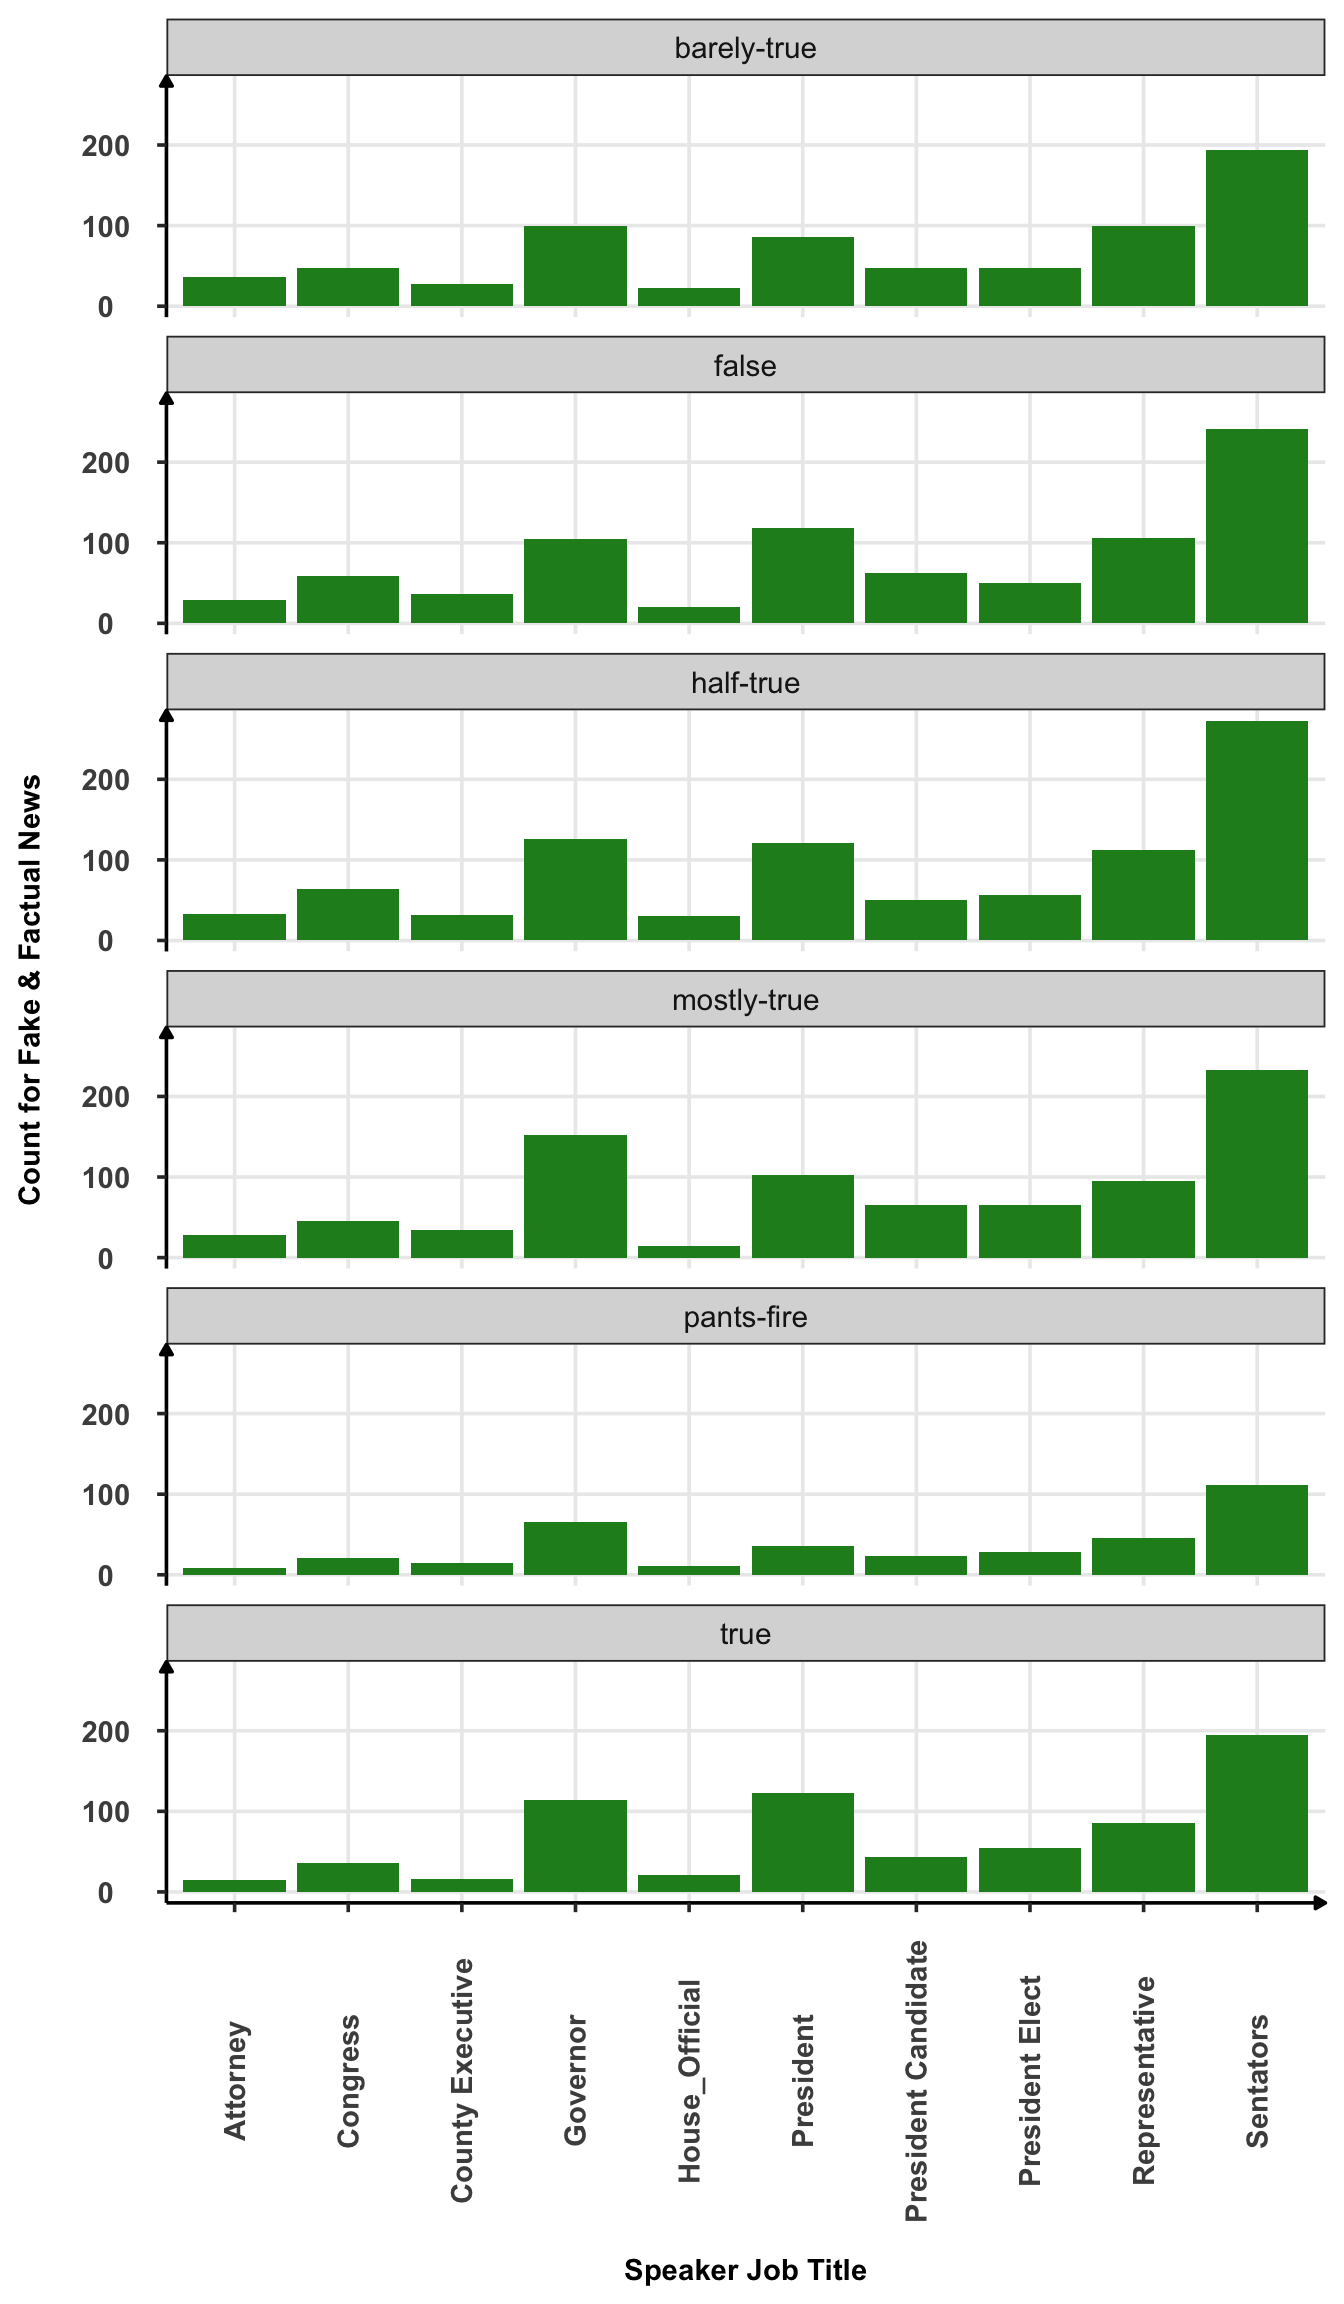 barely-true
200
100
0
false
200
100
0
half-true
200
100
0
mostly-true
200
100
0
pants-fire
200
100
0
true
200
100
0
Count for Fake & Factual News
Attorney
Congress
County Executive
Governor
House_Official
President
President Candidate
President Elect
Representative
Sentators
Speaker Job Title